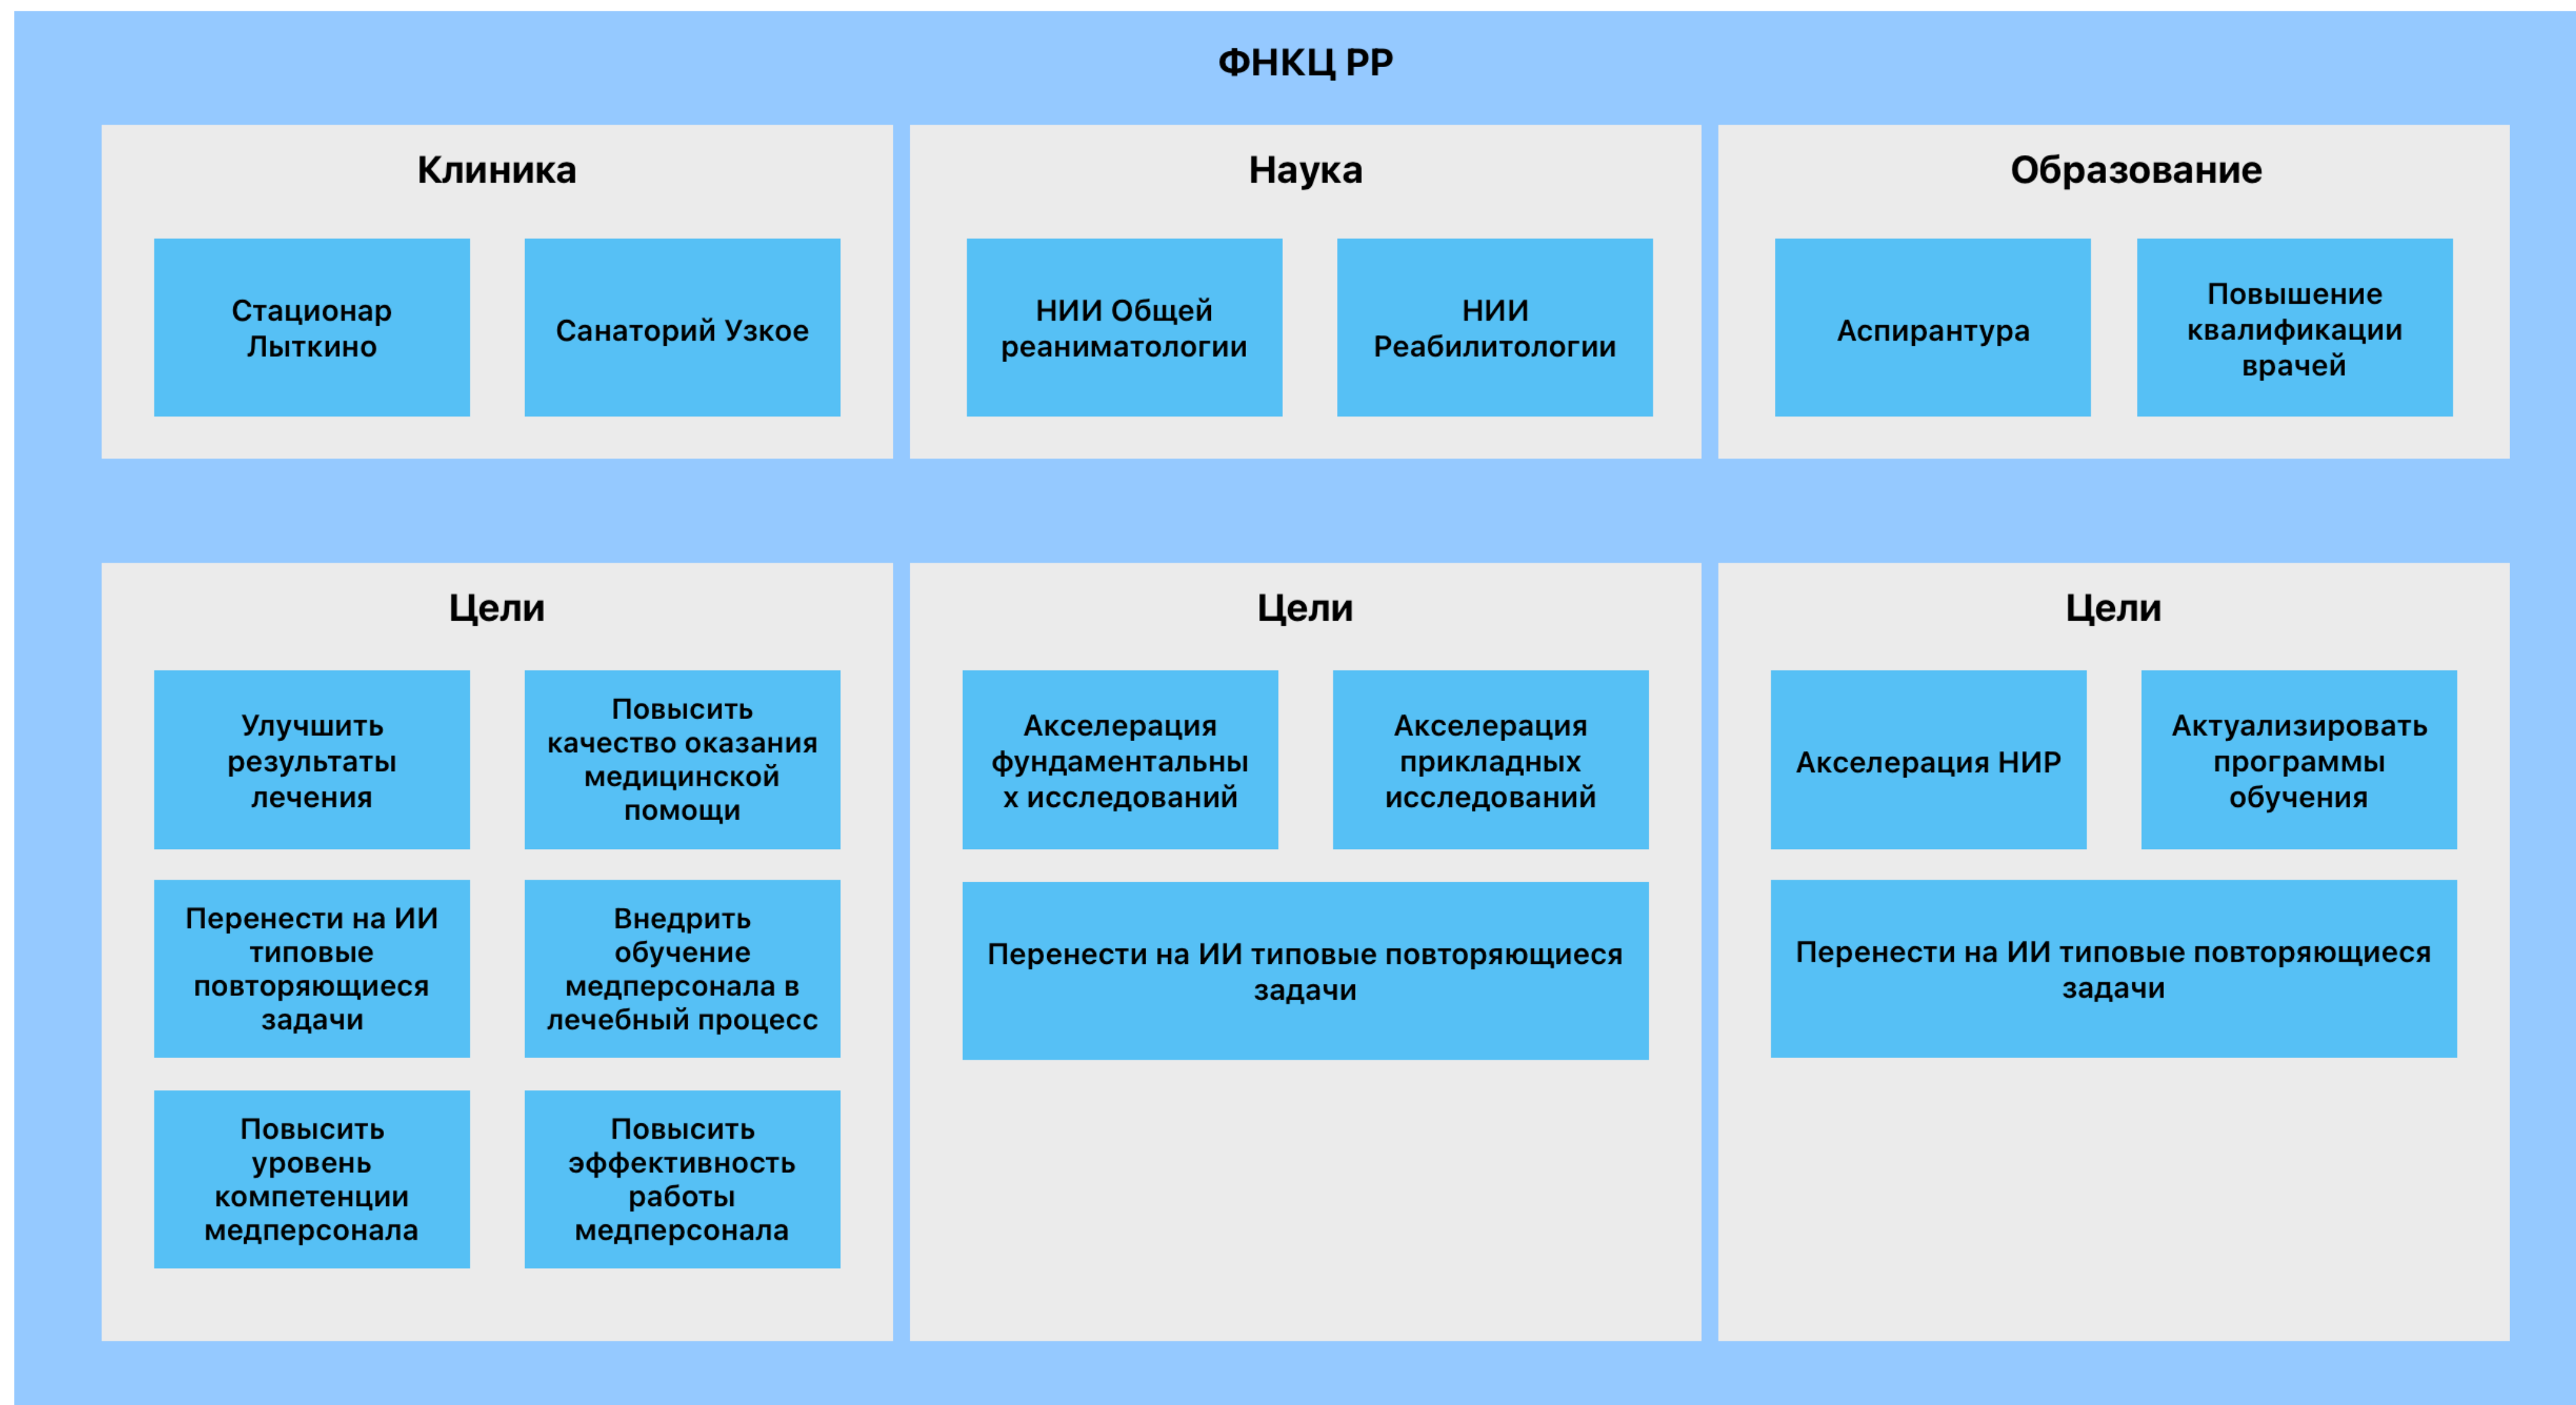 ФНКЦ РР
Клиника
Стационар
Лыткино
Санаторий Узкое
Наука
НИИ Общей
реаниматологии
НИИ
Реабилитологии
Образование
Аспирантура
Повышение
квалификации
врачей
Цели
Улучшить
результаты
лечения
Повысить
качество оказания
медицинской
помощи
Перенести на ИИ
типовые
повторяющиеся
задачи
Внедрить
обучение
медперсонала в
лечебный процесс
Повысить
уровень
компетенции
медперсонала
Повысить
эффективность
работы
медперсонала
Цели
Акселерация
фундаментальны
х исследований
Акселерация
прикладных
исследований
Перенести на ИИ типовые повторяющиеся
задачи
Цели
Акселерация НИР
Актуализировать
программы
обучения
Перенести на ИИ типовые повторяющиеся
задачи